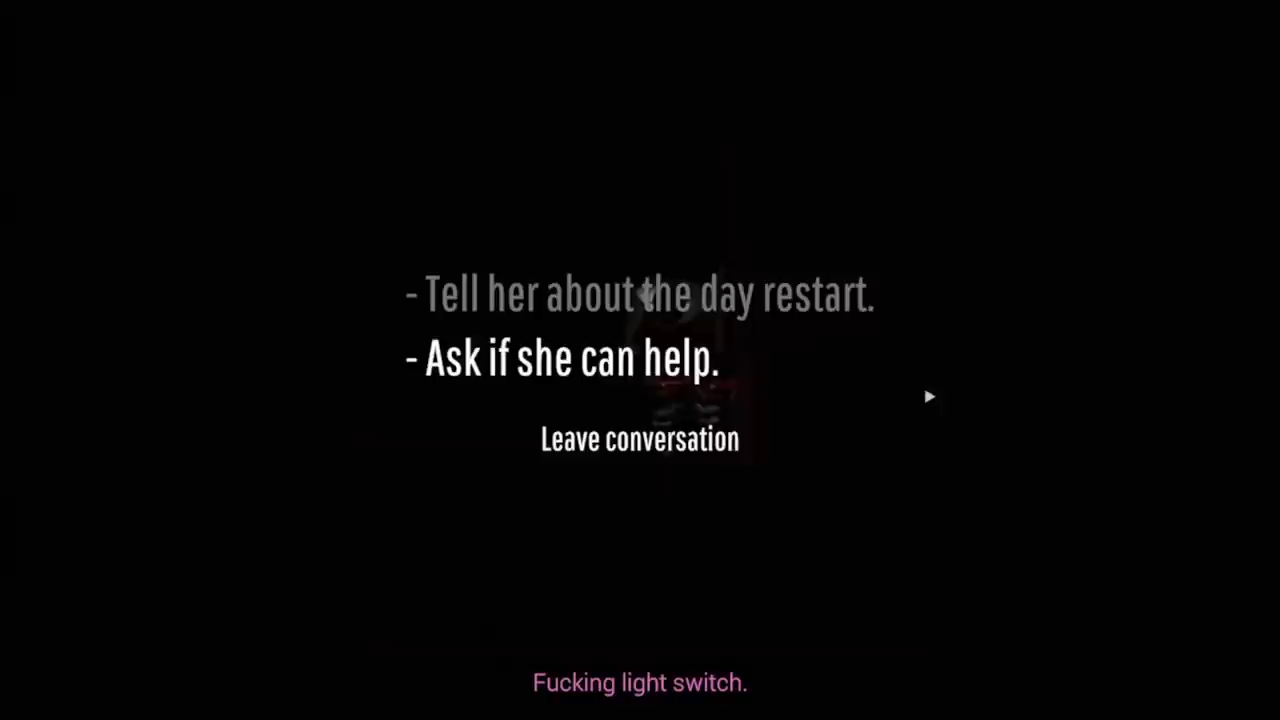 - Tell her about the day restart.
- Ask if she can help.
Leave conversation
Fucking light switch.